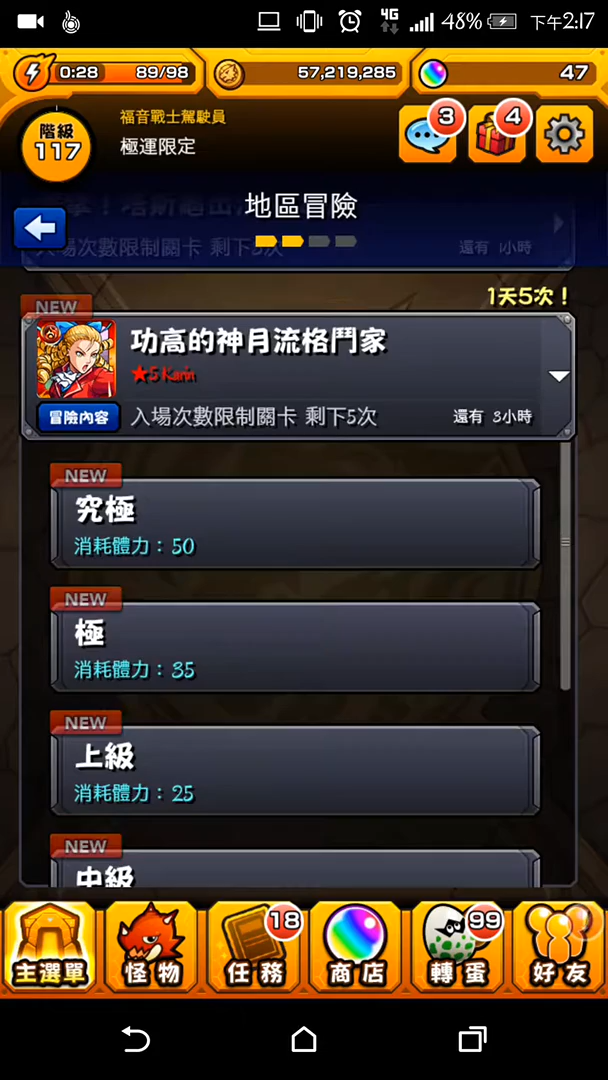 4G 48% 下午2:17
0:28 89/98 57,219,285 47
階級
117
福音戰士駕駛員
極運限定
3 4
地區冒險
入場次數限制關卡 剩下5次 還有 1小時
1天5次！
NEW
功高的神月流格鬥家
★5 Karin
冒險內容 入場次數限制關卡 剩下5次 還有 3小時
NEW
究極
消耗體力：50
NEW
極
消耗體力：35
NEW
上級
消耗體力：25
NEW
中級
18 99
主選單 怪物 任務 商店 轉蛋 好友